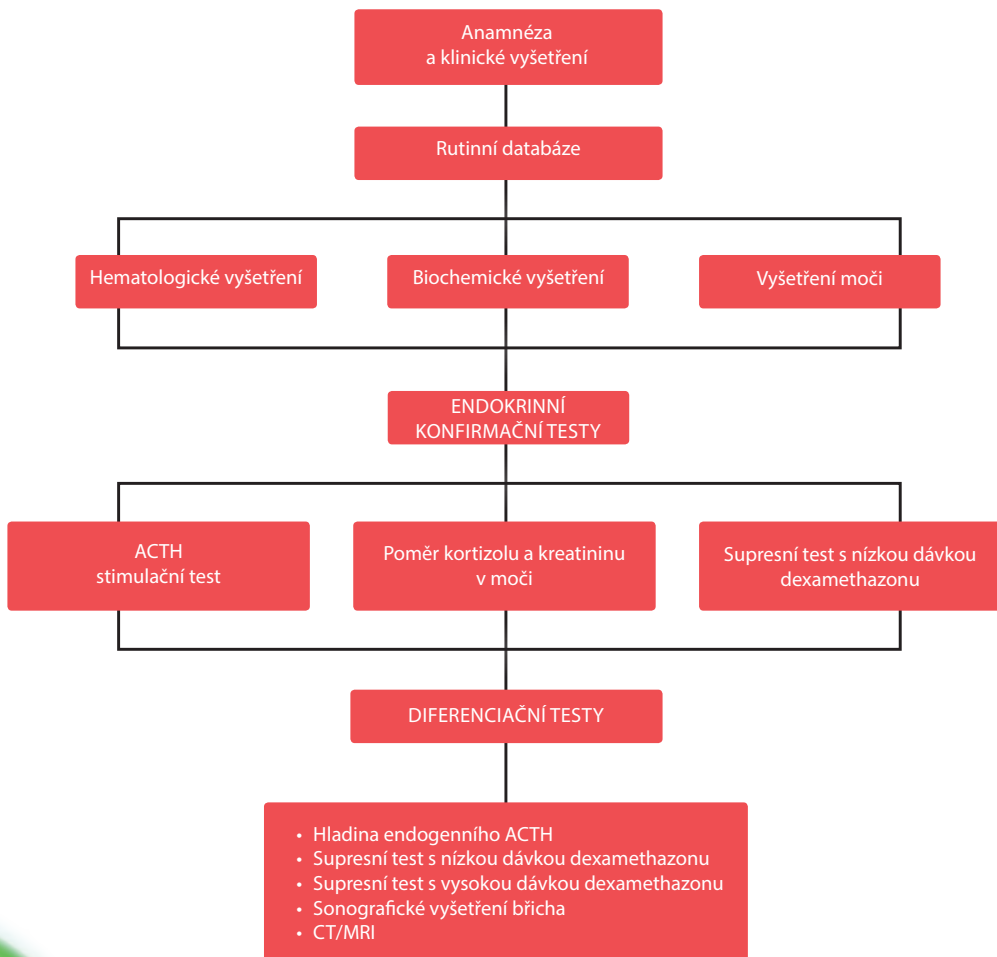 Anamnéza
a klinické vyšetření
Rutinní databáze
Hematologické vyšetření
Biochemické vyšetření
Vyšetření moči
ENDOKRINNÍ
KONFIRMAČNÍ TESTY
ACTH
stimulační test
Poměr kortizolu a kreatininu
v moči
Supresní test s nízkou dávkou
dexamethazonu
DIFERENCIAČNÍ TESTY
• Hladina endogenního ACTH
• Supresní test s nízkou dávkou dexamethazonu
• Supresní test s vysokou dávkou dexamethazonu
• Sonografické vyšetření břicha
• CT/MRI